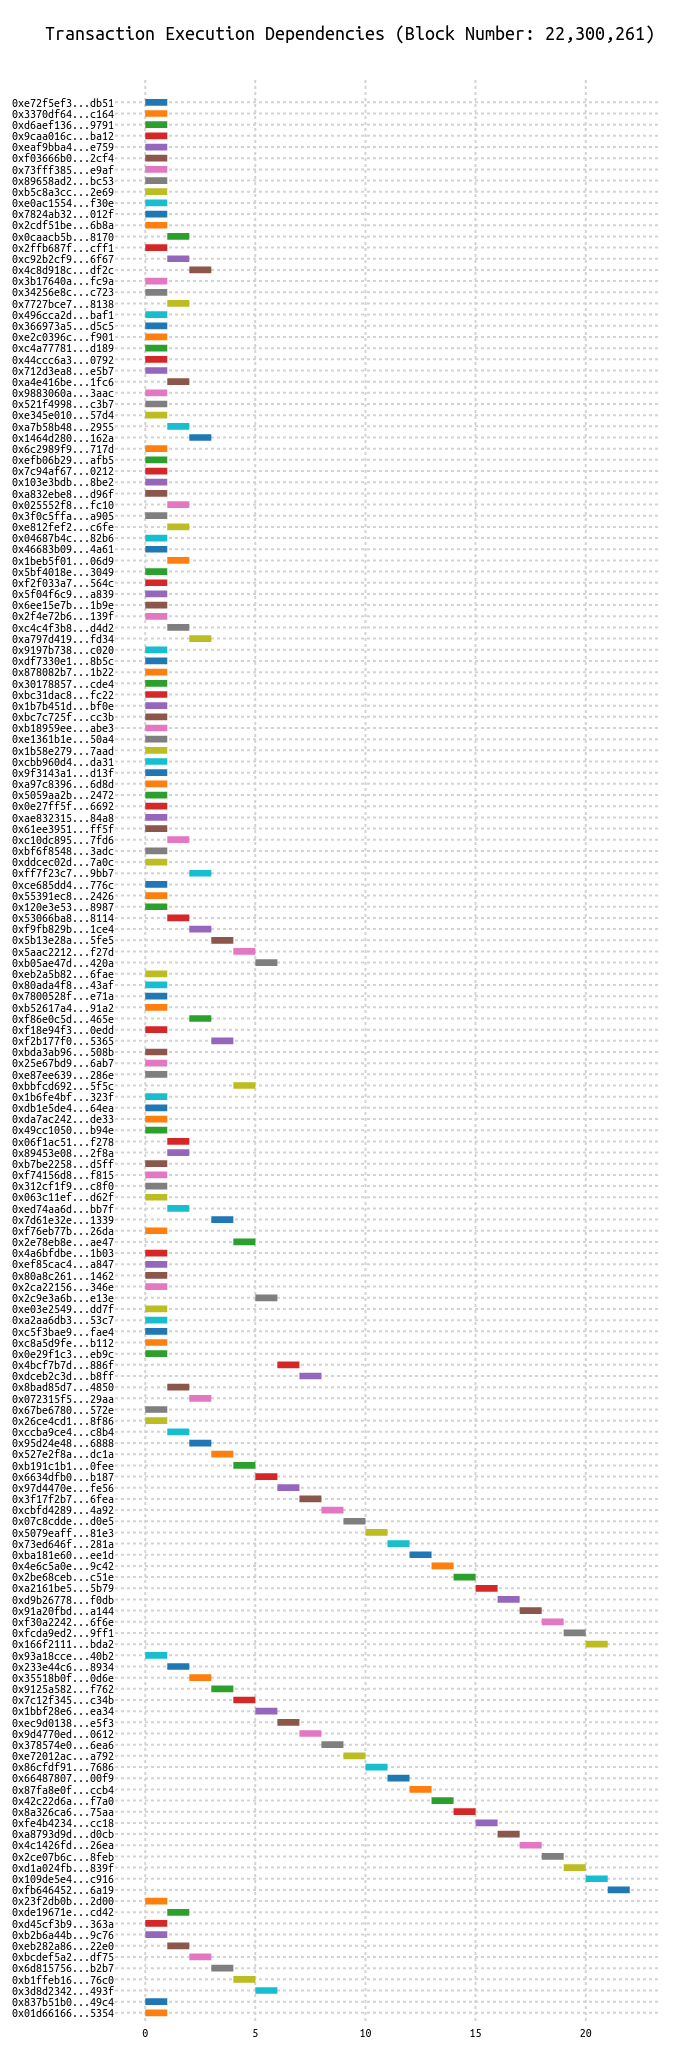 Transaction Execution Dependencies (Block Number: 22,300,261)
0xe72f5ef3...db51
0x3370df64...c164
0xd6aef136...9791
0x9caa016c...ba12
0xeaf9bba4...e759
0xf03666b0...2cf4
0x73fff385...e9af
0x89658ad2...bc53
0xb5c8a3cc...2e69
0xe0ac1554...f30e
0x7824ab32...012f
0x2cdf51be...6b8a
0x0caacb5b...8170
0x2ffb687f...cff1
0xc92b2cf9...6f67
0x4c8d918c...df2c
0x3b17640a...fc9a
0x34256e8c...c723
0x7727bce7...8138
0x496cca2d...baf1
0x366973a5...d5c5
0xe2c0396c...f901
0xc4a77781...d189
0x44ccc6a3...0792
0x712d3ea8...e5b7
0xa4e416be...1fc6
0x9883060a...3aac
0x521f4998...c3b7
0xe345e010...57d4
0xa7b58b48...2955
0x1464d280...162a
0x6c2989f9...717d
0xefb06b29...afb5
0x7c94af67...0212
0x103e3bdb...8be2
0xa832ebe8...d96f
0x025552f8...fc10
0x3f0c5ffa...a905
0xe812fef2...c6fe
0x04687b4c...82b6
0x46683b09...4a61
0x1beb5f01...06d9
0x5bf4018e...3049
0xf2f033a7...564c
0x5f04f6c9...a839
0x6ee15e7b...1b9e
0x2f4e72b6...139f
0xc4c4f3b8...d4d2
0xa797d419...fd34
0x9197b738...c020
0xdf7330e1...8b5c
0x878082b7...1b22
0x30178857...cde4
0xbc31dac8...fc22
0x1b7b451d...bf0e
0xbc7c725f...cc3b
0xb18959ee...abe3
0xe1361b1e...50a4
0x1b58e279...7aad
0xcbb960d4...da31
0x9f3143a1...d13f
0xa97c8396...6d8d
0x5059aa2b...2472
0x0e27ff5f...6692
0xae832315...84a8
0x61ee3951...ff5f
0xc10dc895...7fd6
0xbf6f8548...3adc
0xddcec02d...7a0c
0xff7f23c7...9bb7
0xce685dd4...776c
0x55391ec8...2426
0x120e3e53...8987
0x53066ba8...8114
0xf9fb829b...1ce4
0x5b13e28a...5fe5
0x5aac2212...f27d
0xb05ae47d...420a
0xeb2a5b82...6fae
0x80ada4f8...43af
0x7800528f...e71a
0xb52617a4...91a2
0xf86e0c5d...465e
0xf18e94f3...0edd
0xf2b177f0...5365
0xbda3ab96...508b
0x25e67bd9...6ab7
0xe87ee639...286e
0xbbfcd692...5f5c
0x1b6fe4bf...323f
0xdb1e5de4...64ea
0xda7ac242...de33
0x49cc1050...b94e
0x06f1ac51...f278
0x89453e08...2f8a
0xb7be2258...d5ff
0xf74156d8...f815
0x312cf1f9...c8f0
0x063c11ef...d62f
0xed74aa6d...bb7f
0x7d61e32e...1339
0xf76eb77b...26da
0x2e78eb8e...ae47
0x4a6bfdbe...1b03
0xef85cac4...a847
0x80a8c261...1462
0x2ca22156...346e
0x2c9e3a6b...e13e
0xe03e2549...dd7f
0xa2aa6db3...53c7
0xc5f3bae9...fae4
0xc8a5d9fe...b112
0x0e29f1c3...eb9c
0x4bcf7b7d...886f
0xdceb2c3d...b8ff
0x8bad85d7...4850
0x072315f5...29aa
0x67be6780...572e
0x26ce4cd1...8f86
0xccba9ce4...c8b4
0x95d24e48...6888
0x527e2f8a...dc1a
0xb191c1b1...0fee
0x6634dfb0...b187
0x97d4470e...fe56
0x3f17f2b7...6fea
0xcbfd4289...4a92
0x07c8cdde...d0e5
0x5079eaff...81e3
0x73ed646f...281a
0xba181e60...ee1d
0x4e6c5a0e...9c42
0x2be68ceb...c51e
0xa2161be5...5b79
0xd9b26778...f0db
0x91a20fbd...a144
0xf30a2242...6f6e
0xfcda9ed2...9ff1
0x166f2111...bda2
0x93a18cce...40b2
0x233e44c6...8934
0x35518b0f...0d6e
0x9125a582...f762
0x7c12f345...c34b
0x1bbf28e6...ea34
0xec9d0138...e5f3
0x9d4770ed...0612
0x378574e0...6ea6
0xe72012ac...a792
0x86cfdf91...7686
0x66487807...00f9
0x87fa8e0f...ccb4
0x42c22d6a...f7a0
0x8a326ca6...75aa
0xfe4b4234...cc18
0xa8793d9d...d0cb
0x4c1426fd...26ea
0x2ce07b6c...8feb
0xd1a024fb...839f
0x109de5e4...c916
0xfb646452...6a19
0x23f2db0b...2d00
0xde19671e...cd42
0xd45cf3b9...363a
0xb2b6a44b...9c76
0xeb282a86...22e0
0xbcdef5a2...df75
0x6d815756...b2b7
0xb1ffeb16...76c0
0x3d8d2342...493f
0x837b51b0...49c4
0x01d66166...5354
0 5 10 15 20